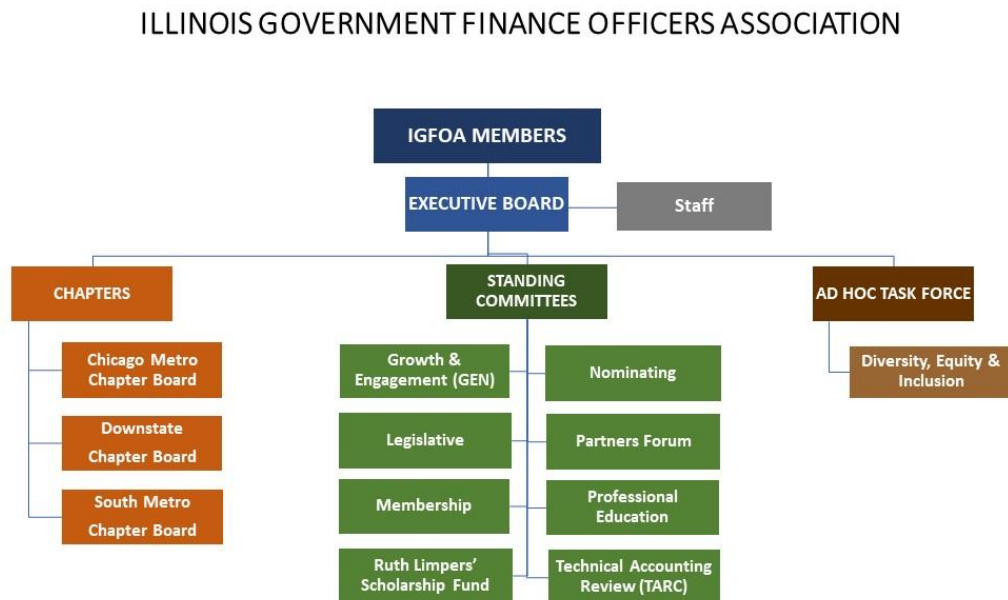 ILLINOIS GOVERNMENT FINANCE OFFICERS ASSOCIATION
IGFOA MEMBERS
EXECUTIVE BOARD
Staff
CHAPTERS
Chicago Metro
Chapter Board
Downstate
Chapter Board
South Metro
Chapter Board
STANDING
COMMITTEES
Growth &
Engagement (GEN)
Nominating
Legislative
Partners Forum
Membership
Professional
Education
Ruth Limpers'
Scholarship Fund
Technical Accounting
Review (TARC)
AD HOC TASK FORCE
Diversity, Equity &
Inclusion